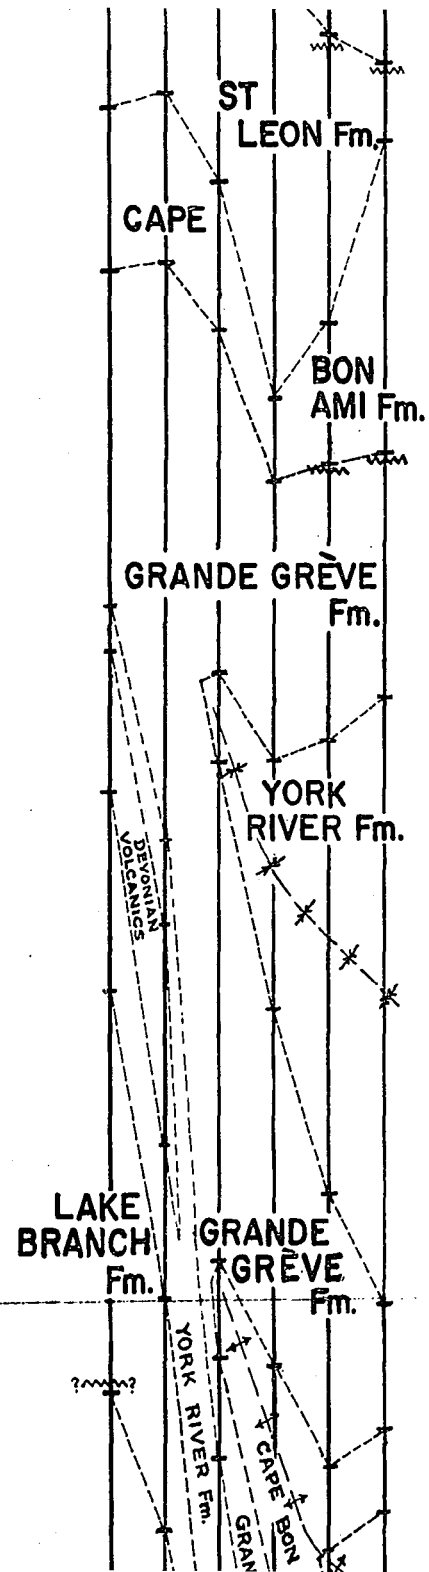 ST
LEON Fm.
CAPE
BON
AMI Fm.
GRANDE GRÈVE
Fm.
YORK
RIVER Fm.
DEVONIAN
VOLCANICS
LAKE
BRANCH
Fm.
GRANDE
GRÈVE
Fm.
?
?
YORK RIVER Fm.
CAPE BON
GRAN